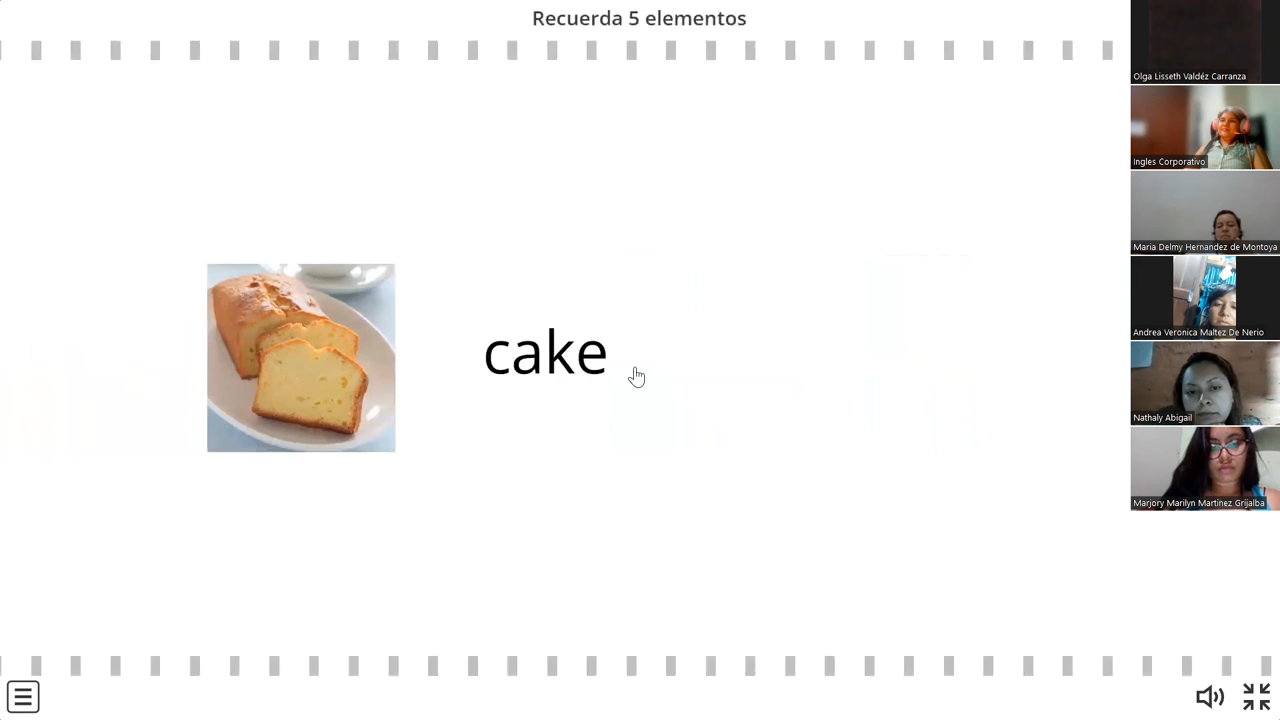 Recuerda 5 elementos
cake
Olga Lisseth Valdéz Carranza
Ingles Corporativo
Maria Delmy Hernandez de Montoya
Andrea Veronica Maltez De Nerio
Nathaly Abigail
Marjory Marilyn Martínez Grijalba